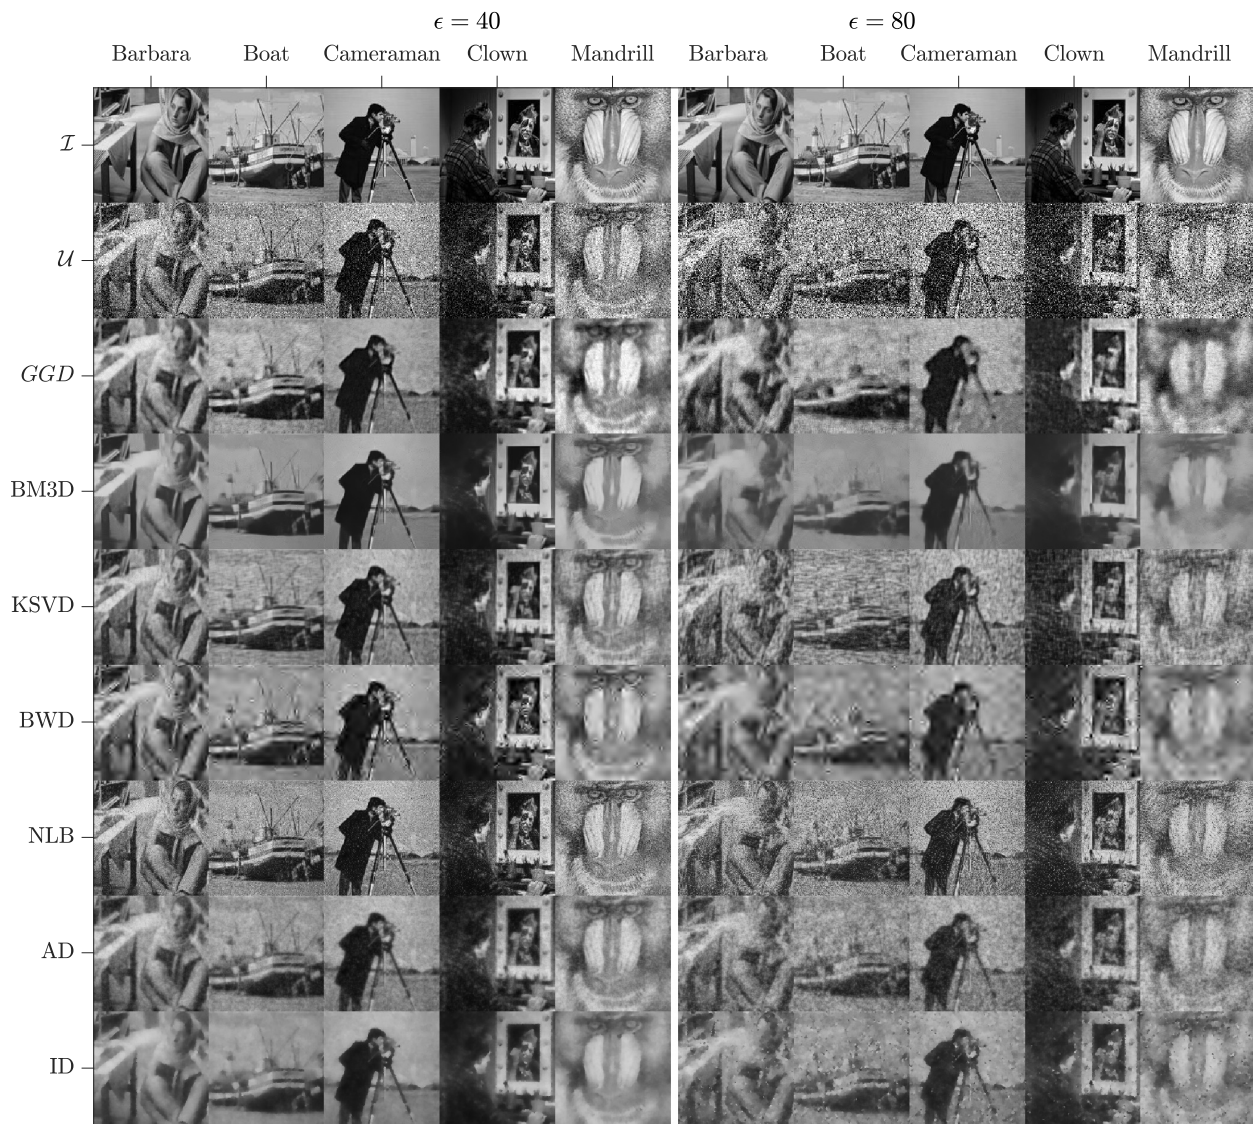 ϵ = 40 ϵ = 80
Barbara Boat Cameraman Clown Mandrill Barbara Boat Cameraman Clown Mandrill
ℐ
𝒰
GGD
BM3D
KSVD
BWD
NLB
AD
ID